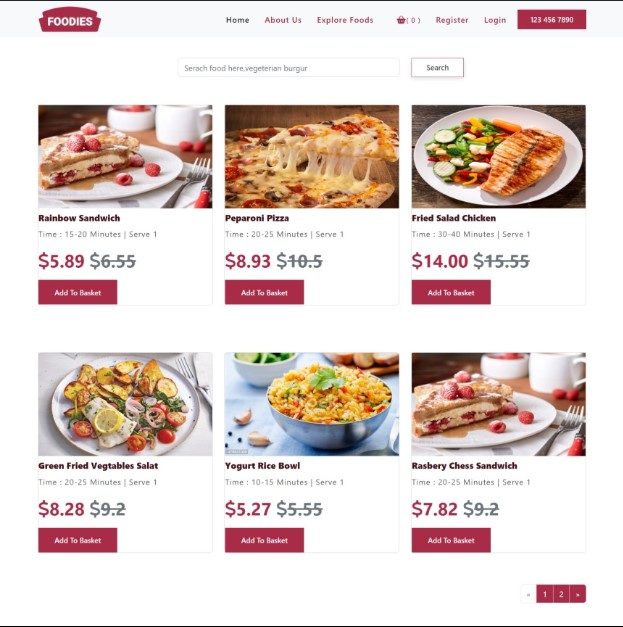 FOODIES
Home About Us Explore Foods ( 0 ) Register Login 123 456 7890
Serach food here,vegeterian burgur Search
Rainbow Sandwich
Time : 15-20 Minutes | Serve 1
$5.89 $6.55
Add To Basket
Peparoni Pizza
Time : 20-25 Minutes | Serve 1
$8.93 $10.5
Add To Basket
Fried Salad Chicken
Time : 30-40 Minutes | Serve 1
$14.00 $15.55
Add To Basket
Green Fried Vegtables Salat
Time : 20-25 Minutes | Serve 1
$8.28 $9.2
Add To Basket
Yogurt Rice Bowl
Time : 10-15 Minutes | Serve 1
$5.27 $5.55
Add To Basket
Rasbery Chess Sandwich
Time : 20-25 Minutes | Serve 1
$7.82 $9.2
Add To Basket
« 1 2 »